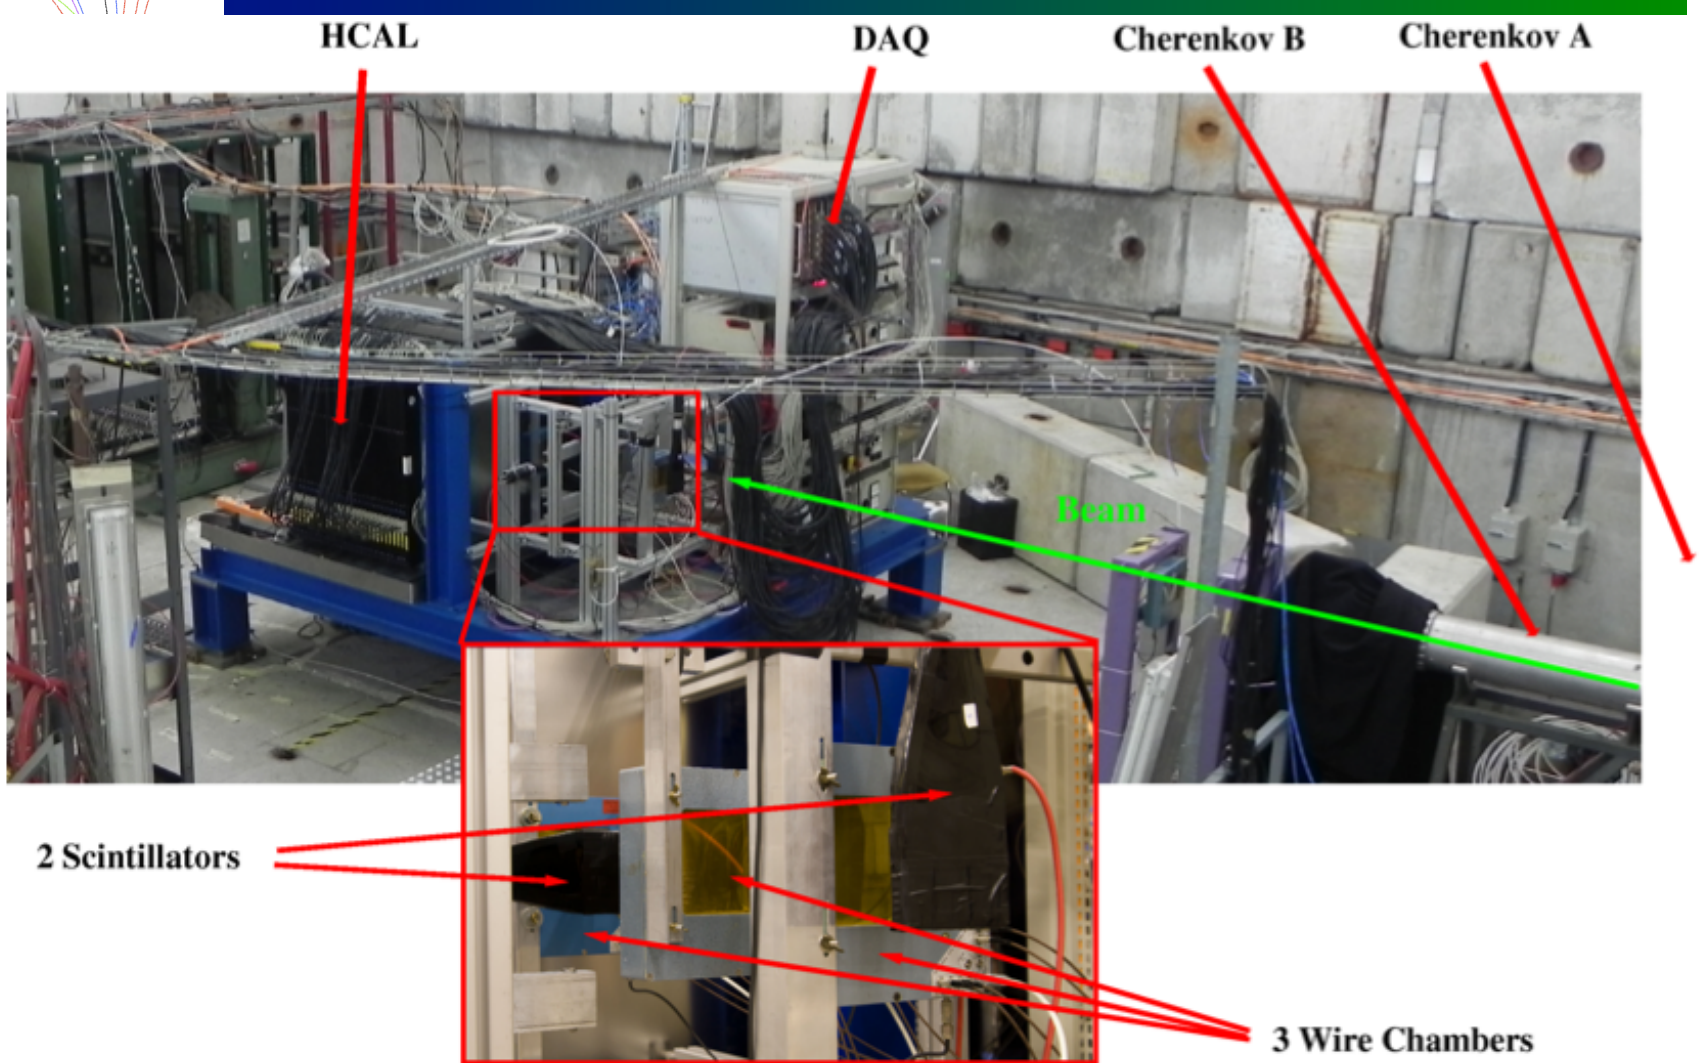 HCAL
DAQ
Cherenkov B
Cherenkov A
Beam
2 Scintillators
3 Wire Chambers